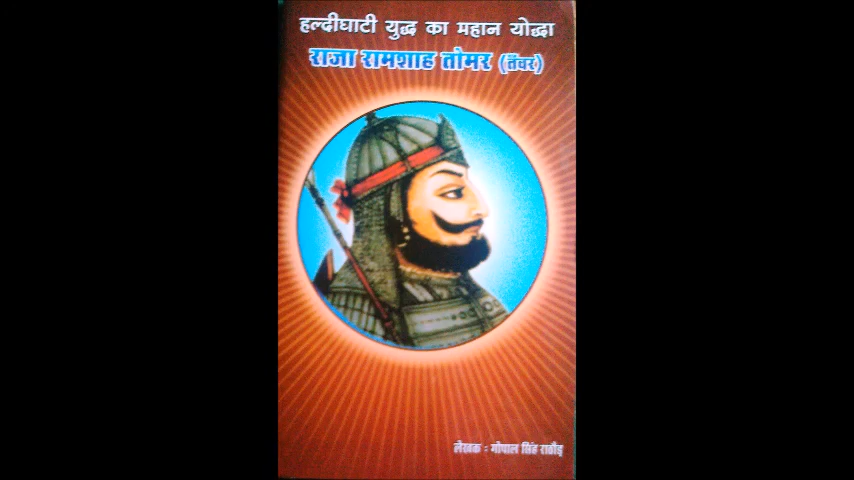 हल्दीघाटी युद्ध का महान योद्धा
राजा रामशाह तोमर (तंवर)
लेखक : गोपाल सिंह राठौड़